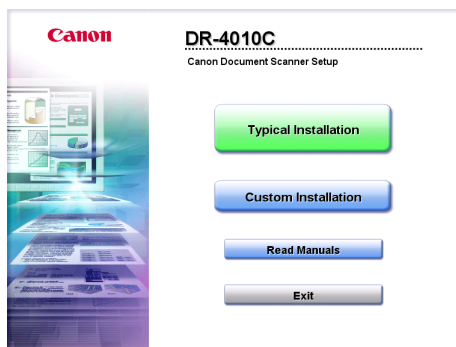 Canon
DR-4010C
Canon Document Scanner Setup
Typical Installation
Custom Installation
Read Manuals
Exit